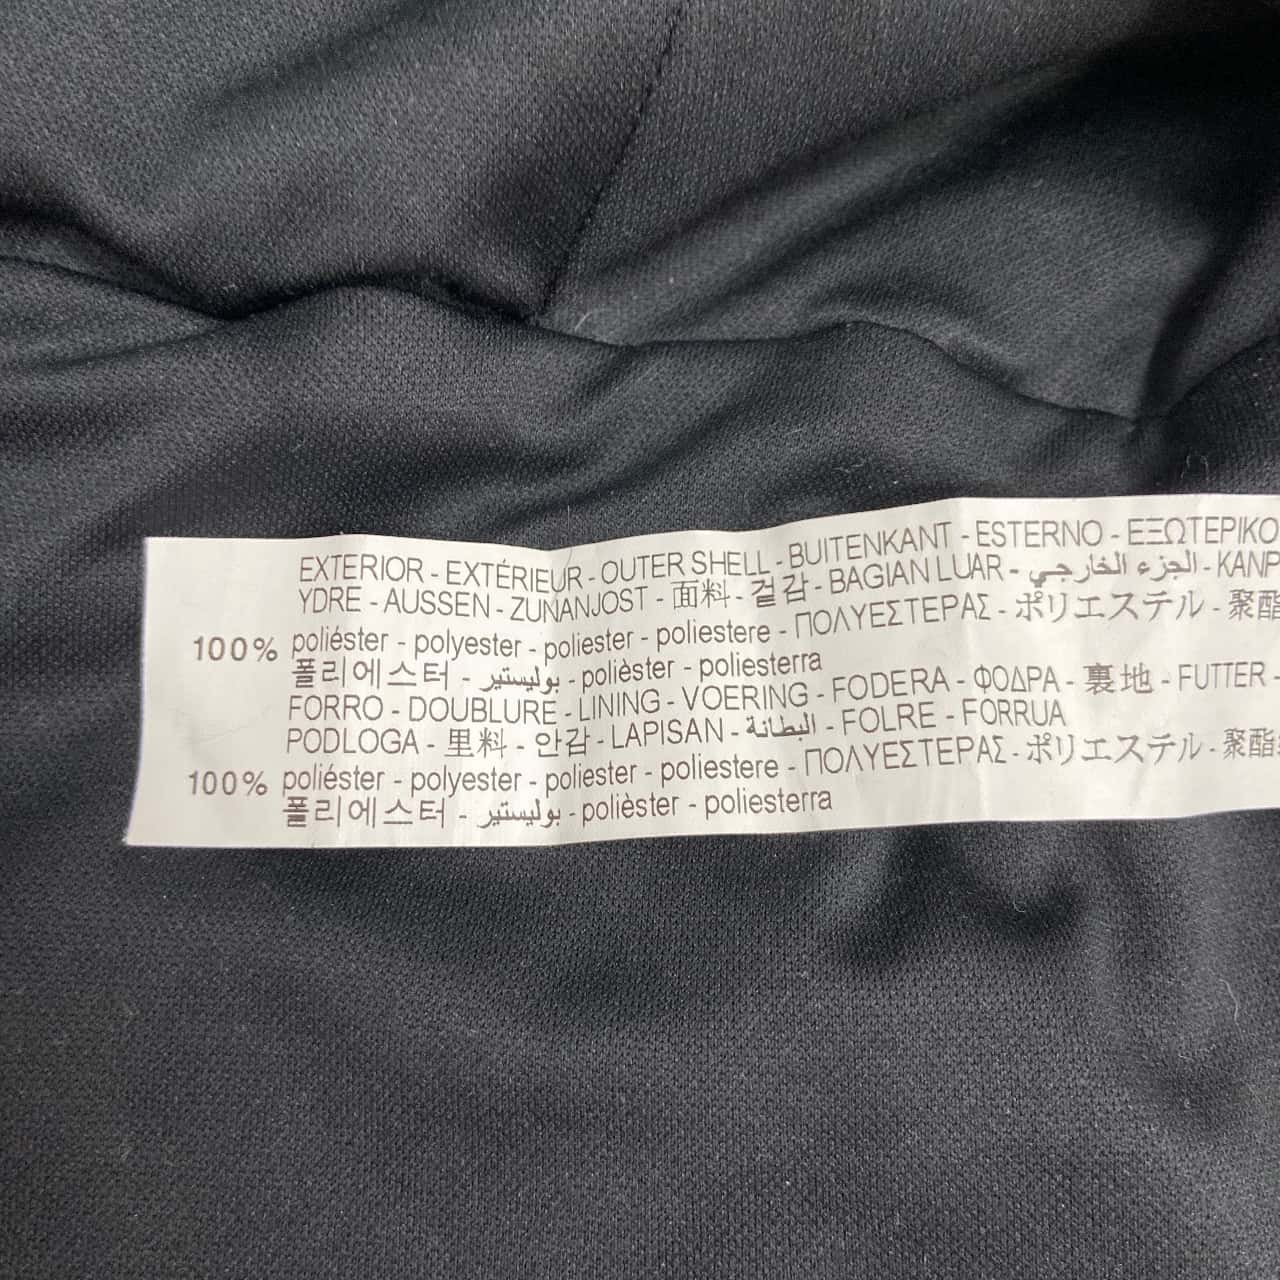 EXTERIOR - EXTÉRIEUR - OUTER SHELL - BUITENKANT - ESTERNO - ΕΞΩΤΕΡΙΚΟ
YDRE - AUSSEN - ZUNANJOST - 面料 - 겉감 - BAGIAN LUAR - الجزء الخارجي - KANP
100% poliéster - polyester - poliester - poliestere - ΠΟΛΥΕΣΤΕΡΑΣ - ポリエステル - 聚酯
폴리에스터 - بوليستير - polièster - poliesterra
FORRO - DOUBLURE - LINING - VOERING - FODERA - ΦΟΔΡΑ - 裏地 - FUTTER -
PODLOGA - 里料 - 안감 - LAPISAN - البطانة - FOLRE - FORRUA
100% poliéster - polyester - poliester - poliestere - ΠΟΛΥΕΣΤΕΡΑΣ - ポリエステル - 聚酯
폴리에스터 - بوليستير - polièster - poliesterra